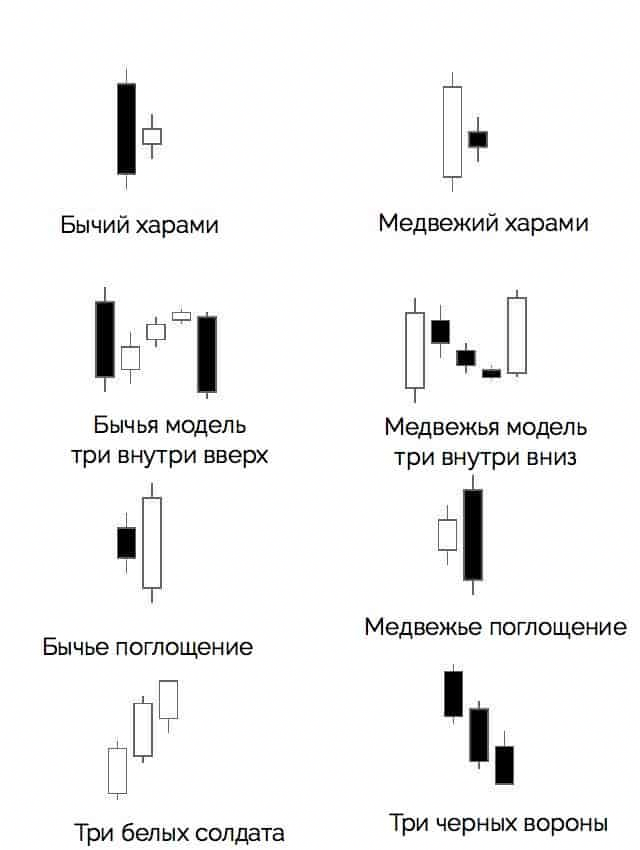 Бычий харами
Медвежий харами
Бычья модель
три внутри вверх
Медвежья модель
три внутри вниз
Бычье поглощение
Медвежье поглощение
Три белых солдата
Три черных вороны